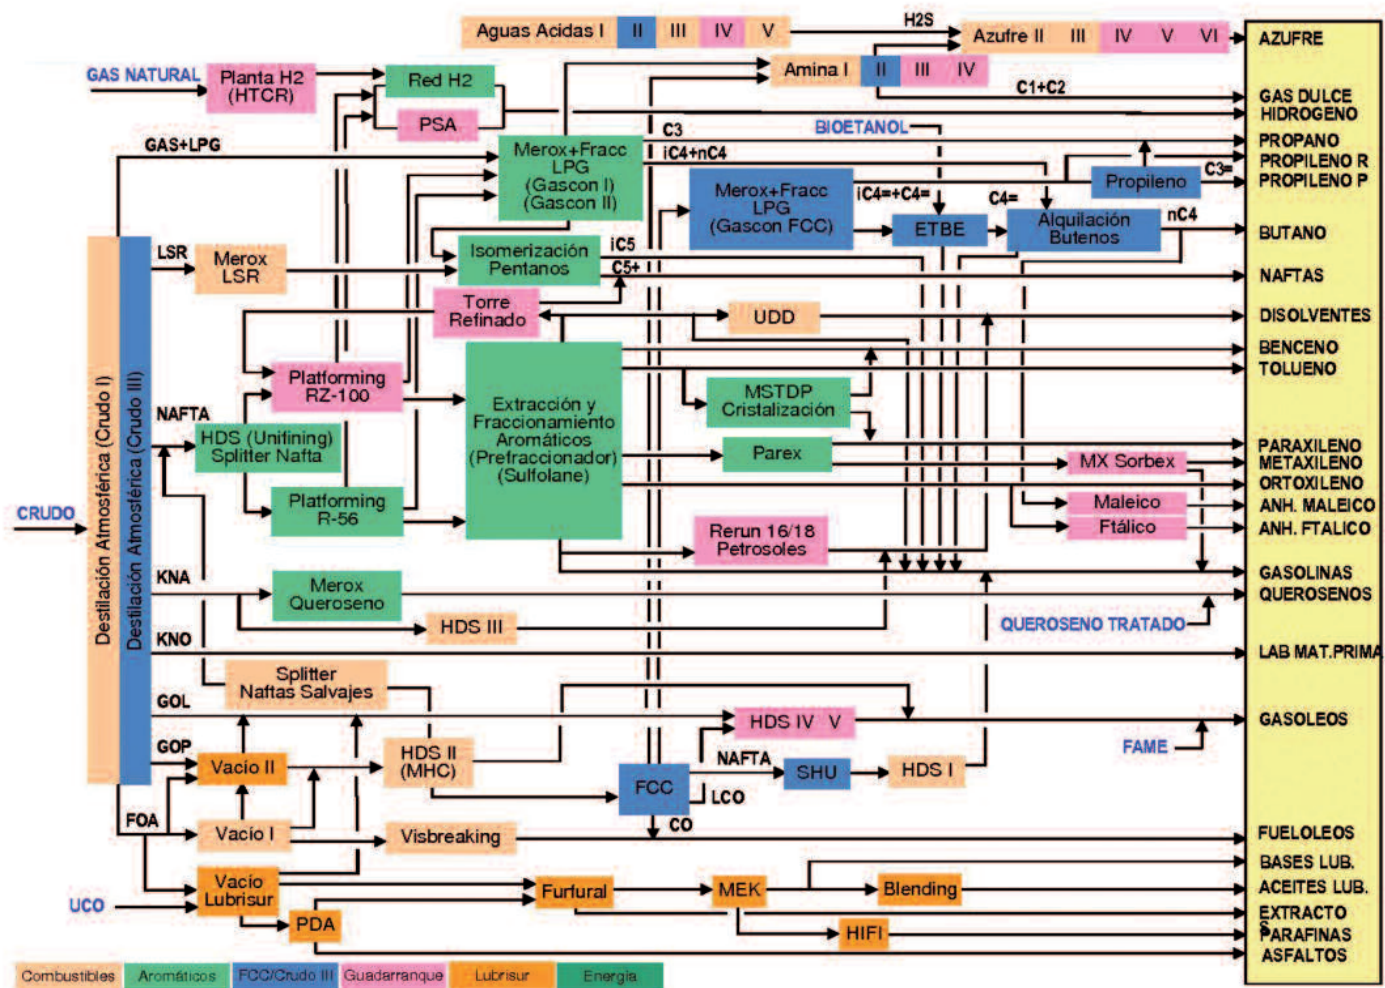 Aguas Acidas I II III IV V
H2S
Azufre II III IV V VI
AZUFRE
GAS NATURAL
Planta H2
(HTCR)
Red H2
Amina I II III IV
C1+C2
GAS DULCE
HIDROGENO
PSA
BIOETANOL
GAS+LPG
C3
PROPANO
Merox+Fracc
LPG
(Gascon I)
(Gascon II)
iC4+nC4
PROPILENO R
Merox+Fracc
LPG
(Gascon FCC)
iC4=+C4=
Propileno
C3=
PROPILENO P
ETBE
C4=
Alquilación
Butenos
nC4
BUTANO
LSR
Merox
LSR
Isomerización
Pentanos
iC5
C5+
NAFTAS
Torre
Refinado
UDD
DISOLVENTES
BENCENO
TOLUENO
Destilación Atmosférica (Crudo I)
Destilación Atmosférica (Crudo III)
Platforming
RZ-100
Extracción y
Fraccionamiento
Aromáticos
(Prefraccionador)
(Sulfolane)
MSTDP
Cristalización
NAFTA
HDS (Unifining)
Splitter Nafta
Parex
PARAXILENO
MX Sorbex
METAXILENO
ORTOXILENO
CRUDO
Platforming
R-56
Maleico
ANH. MALEICO
Ftálico
ANH. FTALICO
Rerun 16/18
Petrosoles
GASOLINAS
KNA
Merox
Queroseno
QUEROSENOS
HDS III
QUEROSENO TRATADO
KNO
LAB MAT.PRIMA
Splitter
Naftas Salvajes
GOL
HDS IV V
GASOLEOS
FAME
GOP
Vacío II
HDS II
(MHC)
FCC
NAFTA
SHU
HDS I
LCO
CO
FOA
Vacío I
Visbreaking
FUELOLEOS
BASES LUB.
Vacío
Lubrisur
Furfural
MEK
Blending
ACEITES LUB.
UCO
EXTRACTO
S
PDA
HIFI
PARAFINAS
ASFALTOS
Combustibles
Aromáticos
FCC/Crudo III
Guadarranque
Lubrisur
Energía